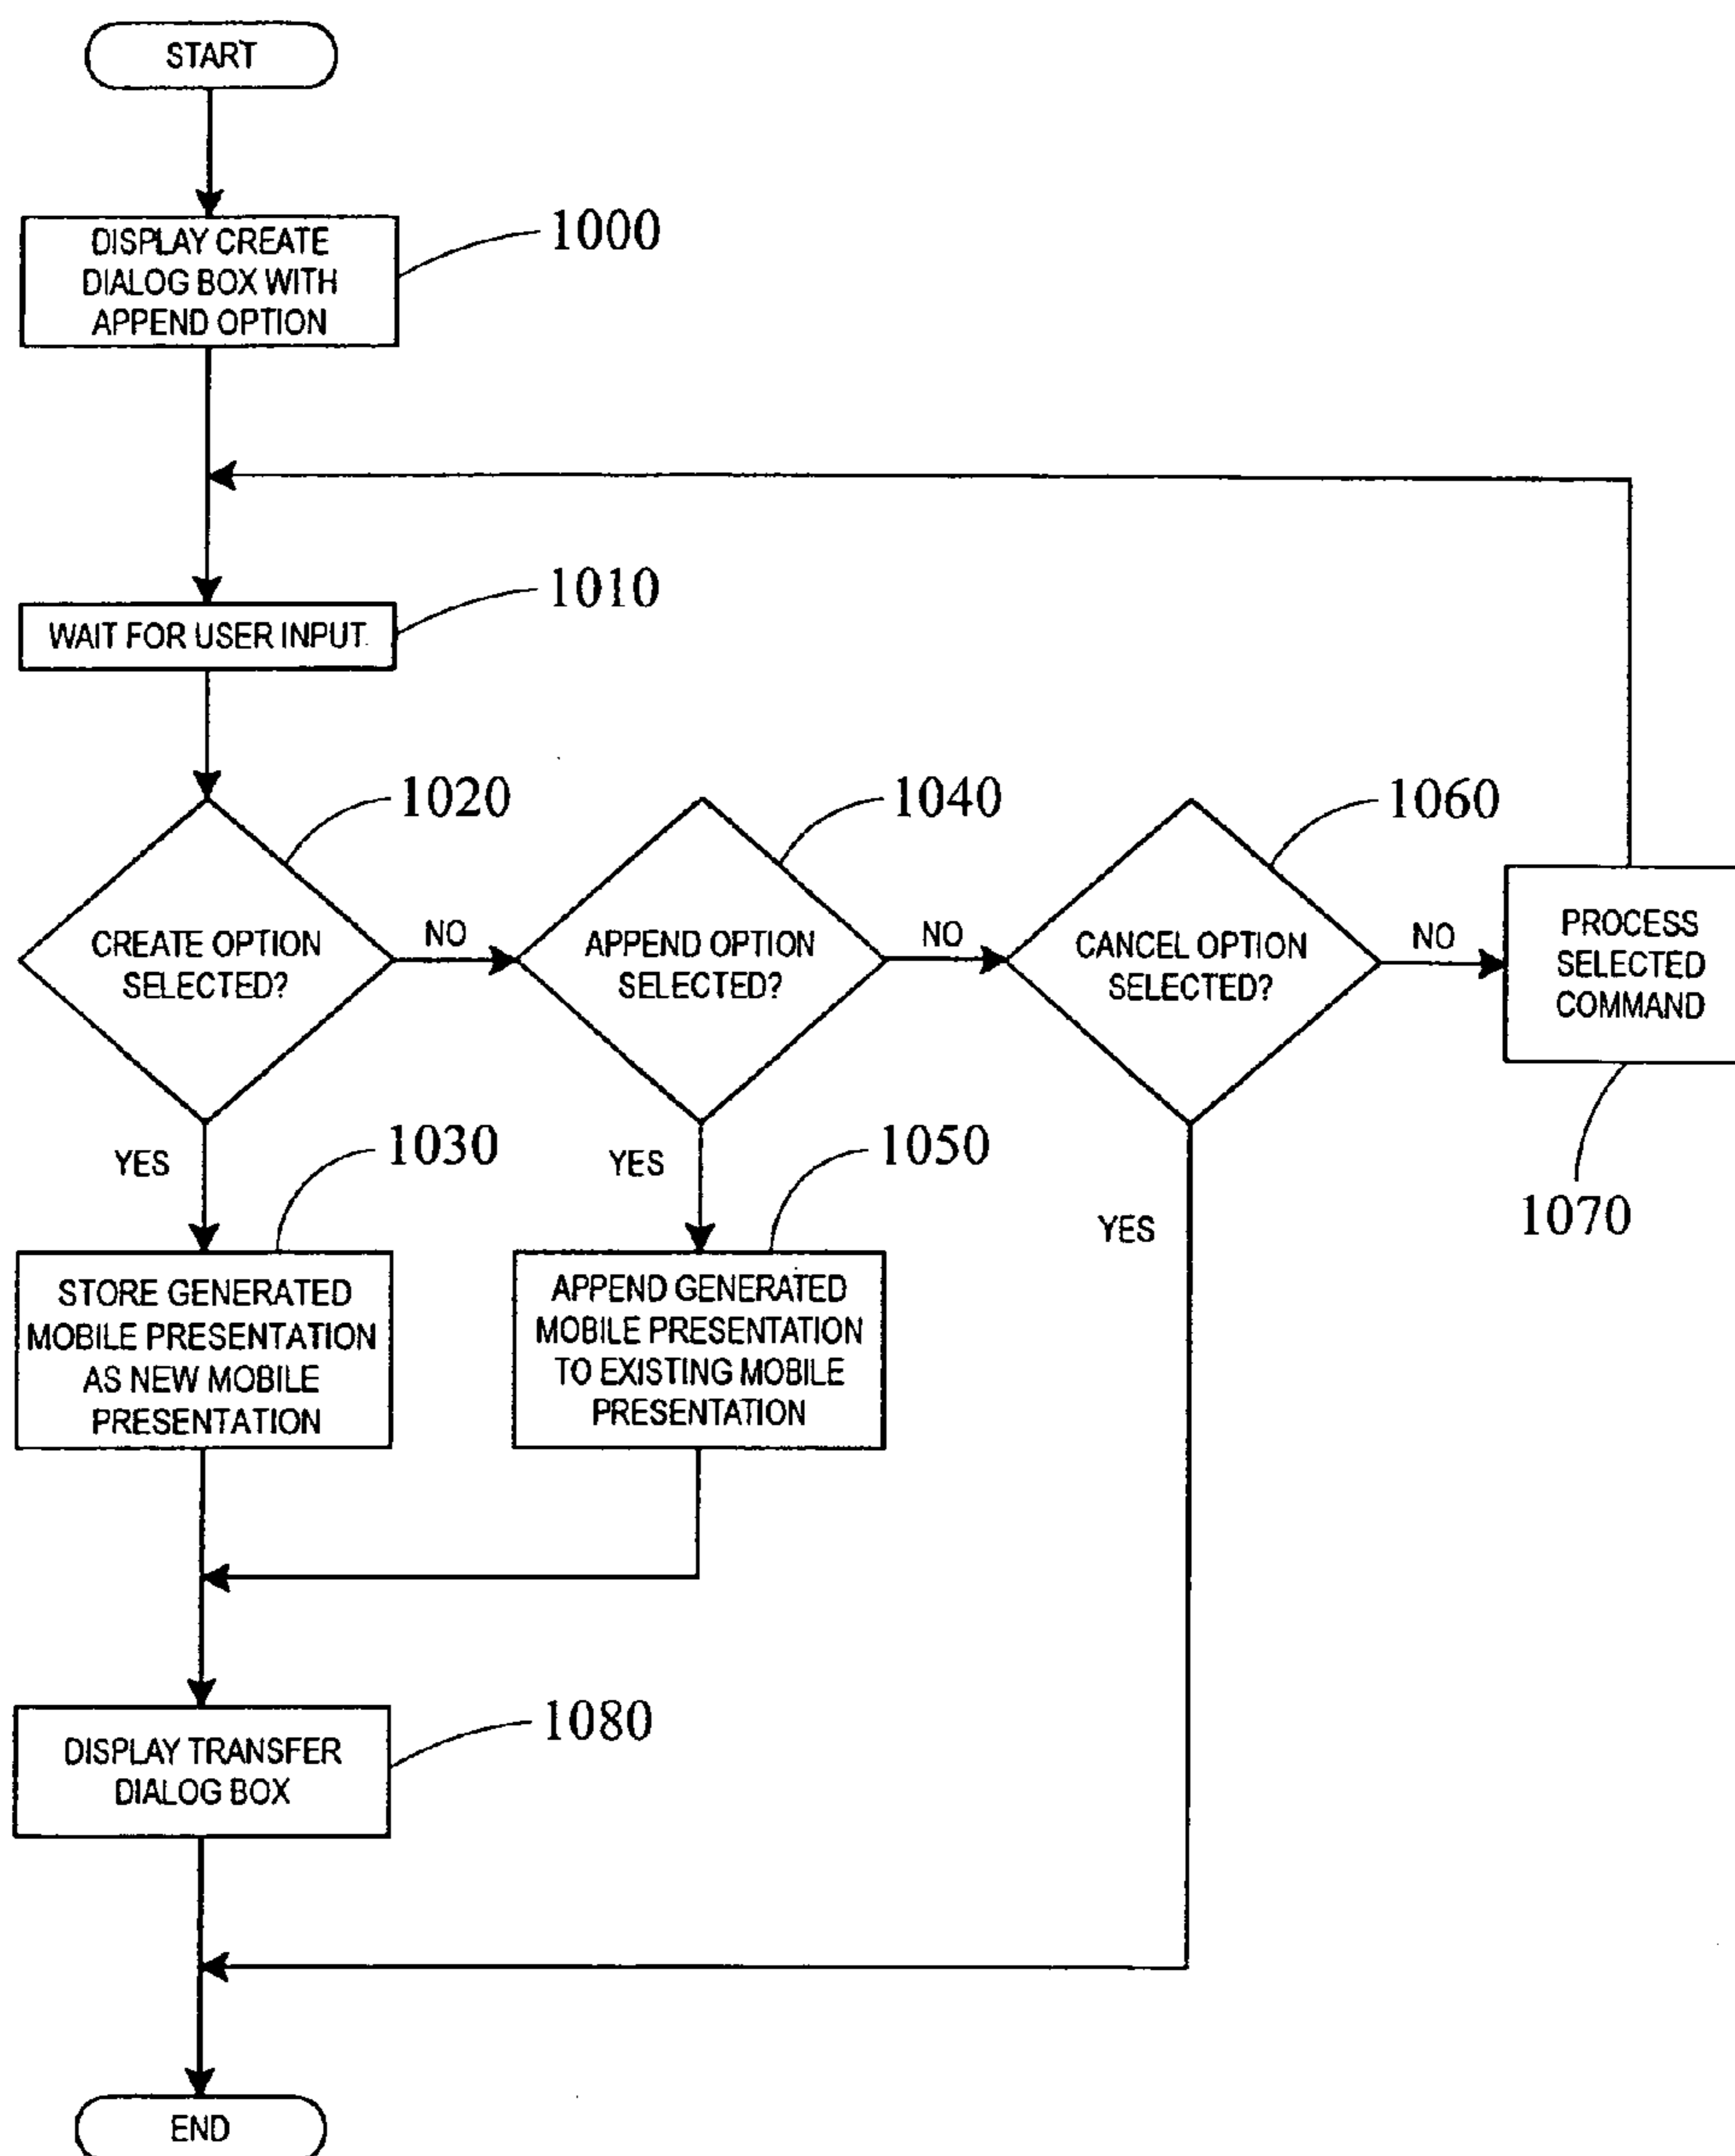 START
DISPLAY CREATE
DIALOG BOX WITH
APPEND OPTION
1000
WAIT FOR USER INPUT
1010
CREATE OPTION
SELECTED?
1020
NO
APPEND OPTION
SELECTED?
1040
NO
CANCEL OPTION
SELECTED?
1060
NO
PROCESS
SELECTED
COMMAND
1070
YES
STORE GENERATED
MOBILE PRESENTATION
AS NEW MOBILE
PRESENTATION
1030
YES
APPEND GENERATED
MOBILE PRESENTATION
TO EXISTING MOBILE
PRESENTATION
1050
YES
DISPLAY TRANSFER
DIALOG BOX
1080
END